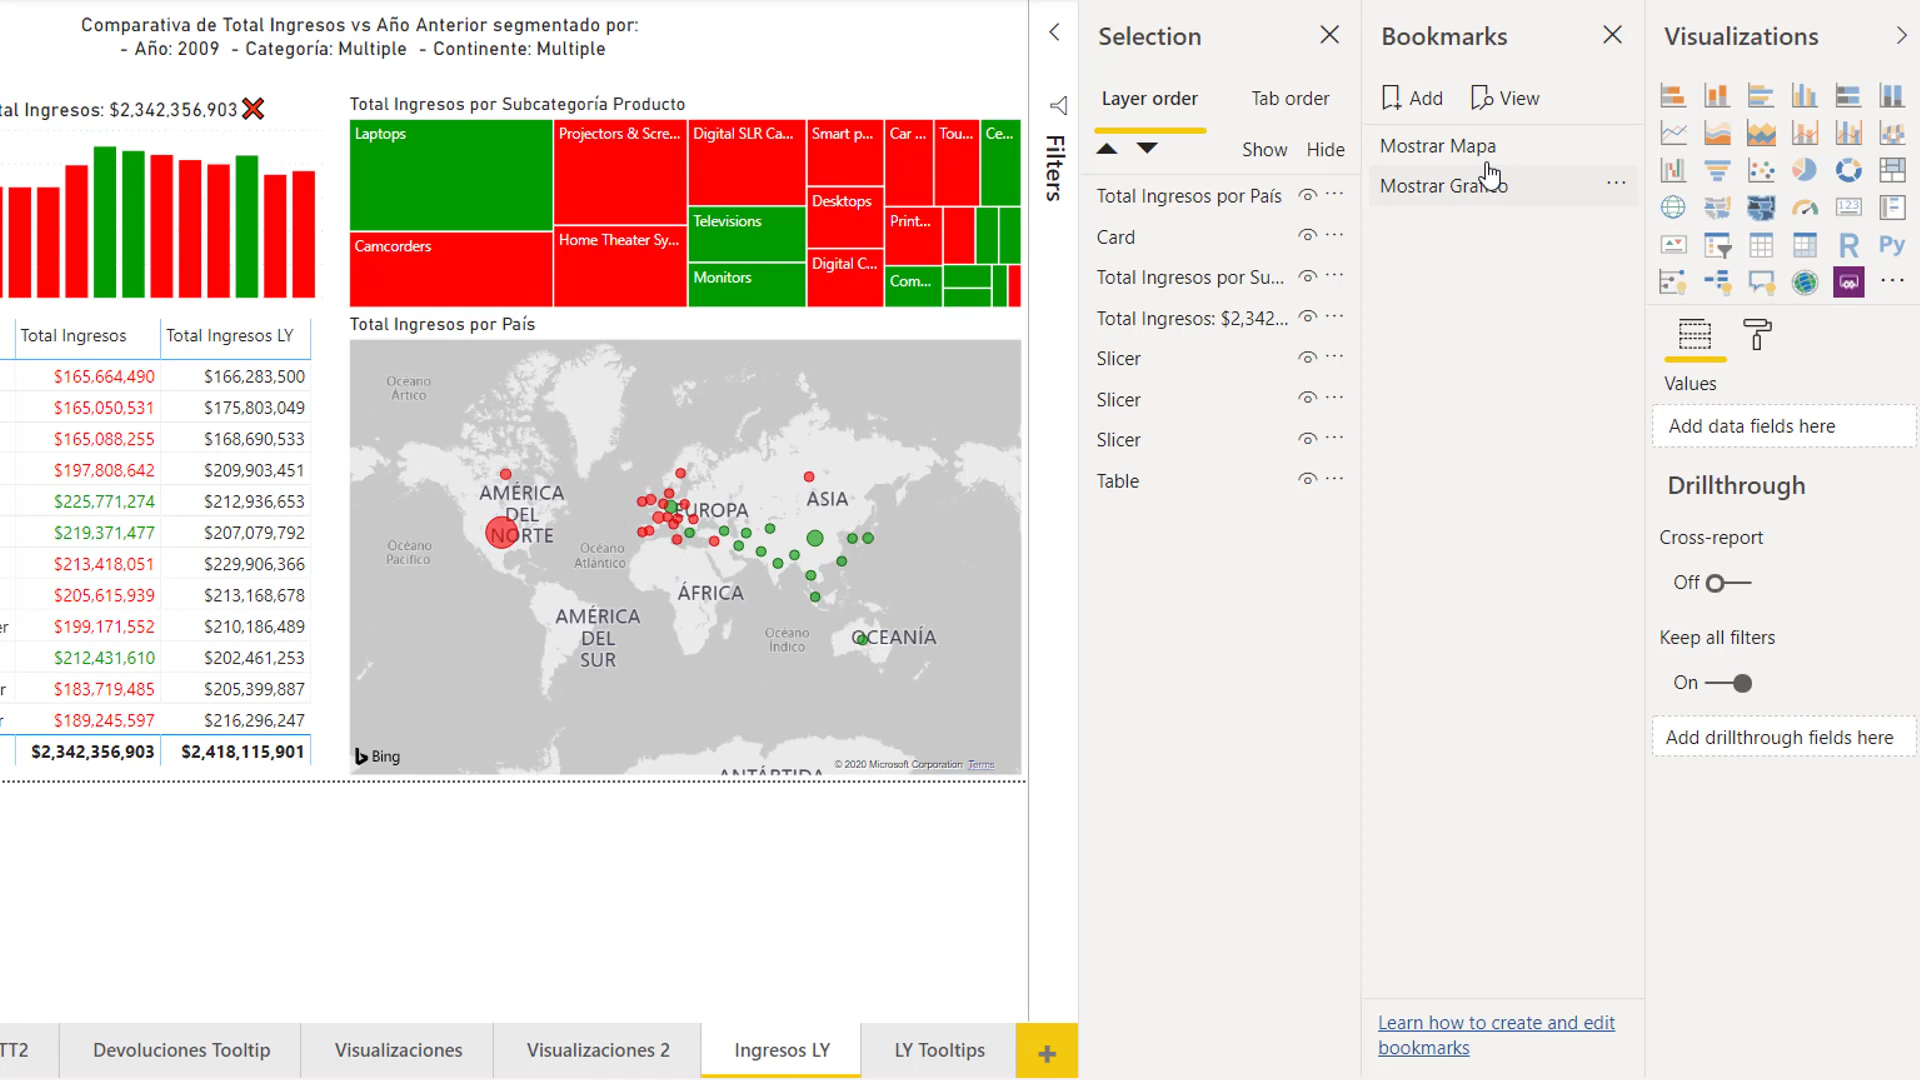 Comparativa de Total Ingresos vs Año Anterior segmentado por:
- Año: 2009 - Categoría: Multiple - Continente: Multiple
tal Ingresos: $2,342,356,903
Total Ingresos por Subcategoría Producto
Laptops
Projectors & Scre...
Digital SLR Ca...
Smart p...
Car ...
Tou...
Ce...
Desktops
Televisions
Print...
Camcorders
Home Theater Sy...
Digital C...
Monitors
Com...
Total Ingresos por País
Total Ingresos Total Ingresos LY
$165,664,490 $166,283,500
$165,050,531 $175,803,049
$165,088,255 $168,690,533
$197,808,642 $209,903,451
$225,771,274 $212,936,653
$219,371,477 $207,079,792
$213,418,051 $229,906,366
$205,615,939 $213,168,678
er $199,171,552 $210,186,489
$212,431,610 $202,461,253
r $183,719,485 $205,399,887
r $189,245,597 $216,296,247
$2,342,356,903 $2,418,115,901
Océano
Ártico
AMÉRICA
DEL
NORTE
EUROPA
ASIA
Océano
Pacífico
Océano
Atlántico
ÁFRICA
AMÉRICA
DEL
SUR
Océano
Índico
OCEANÍA
ANTÁRTIDA
Bing
© 2020 Microsoft Corporation Terms
Filters
Selection
Layer order Tab order
Show Hide
Total Ingresos por País
Card
Total Ingresos por Su...
Total Ingresos: $2,342...
Slicer
Slicer
Slicer
Table
Bookmarks
Add View
Mostrar Mapa
Mostrar Grafico
Learn how to create and edit
bookmarks
Visualizations
123
R Py
Values
Add data fields here
Drillthrough
Cross-report
Off
Keep all filters
On
Add drillthrough fields here
TT2 Devoluciones Tooltip Visualizaciones Visualizaciones 2 Ingresos LY LY Tooltips +